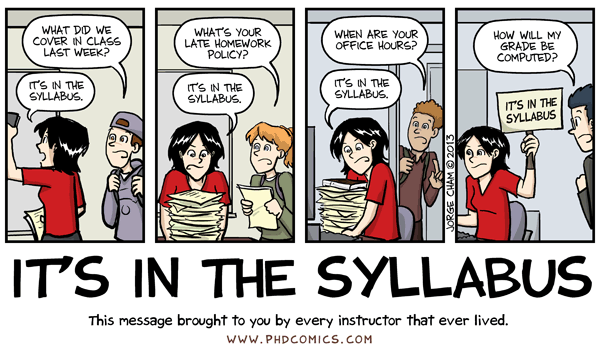 WHAT DID WE
COVER IN CLASS
LAST WEEK?
IT'S IN THE
SYLLABUS.
WHAT'S YOUR
LATE HOMEWORK
POLICY?
IT'S IN THE
SYLLABUS.
WHEN ARE YOUR
OFFICE HOURS?
IT'S IN THE
SYLLABUS.
HOW WILL MY
GRADE BE
COMPUTED?
IT'S IN THE
SYLLABUS
JORGE CHAM © 2013
IT'S IN THE SYLLABUS
This message brought to you by every instructor that ever lived.
WWW.PHDCOMICS.COM